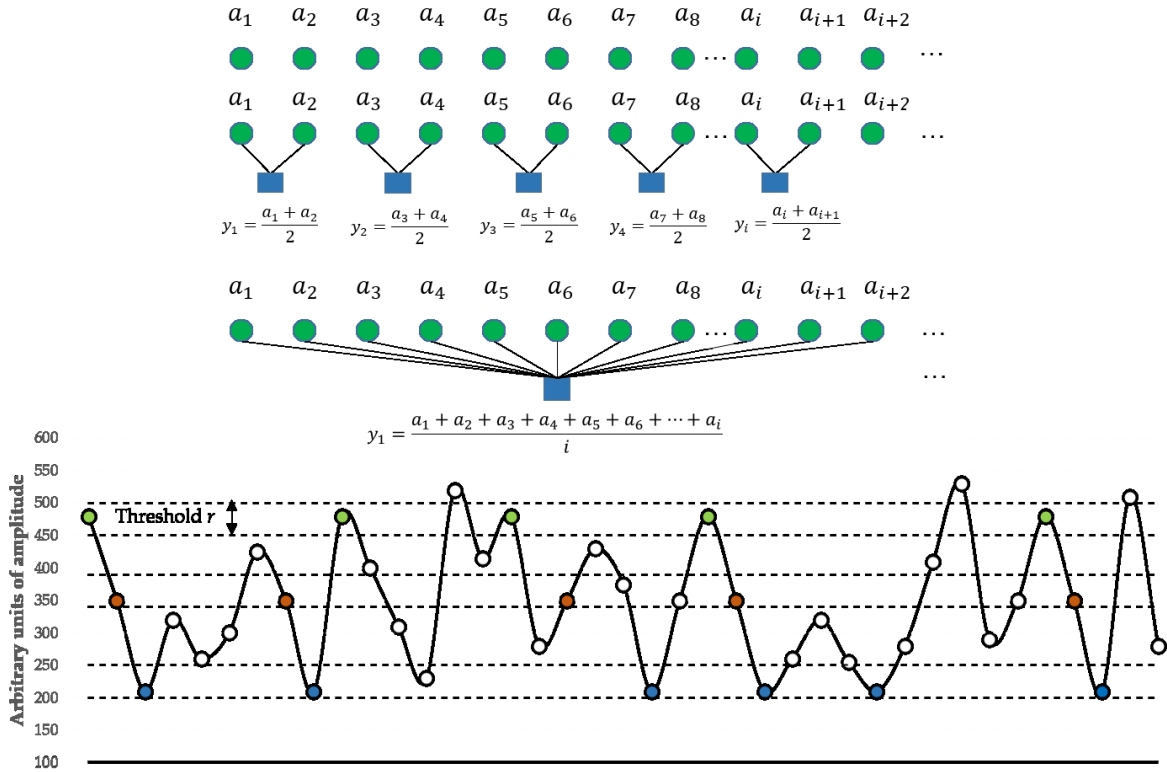 a₁ a₂ a₃ a₄ a₅ a₆ a₇ a₈ aᵢ aᵢ₊₁ aᵢ₊₂
… …
a₁ a₂ a₃ a₄ a₅ a₆ a₇ a₈ aᵢ aᵢ₊₁ aᵢ₊₂
… …
y₁ = (a₁ + a₂)/2 y₂ = (a₃ + a₄)/2 y₃ = (a₅ + a₆)/2 y₄ = (a₇ + a₈)/2 yᵢ = (aᵢ + aᵢ₊₁)/2
a₁ a₂ a₃ a₄ a₅ a₆ a₇ a₈ aᵢ aᵢ₊₁ aᵢ₊₂
… …
…
y₁ = (a₁ + a₂ + a₃ + a₄ + a₅ + a₆ + ⋯ + aᵢ)/i
Arbitrary units of amplitude
600
550
500
Threshold r
450
400
350
300
250
200
150
100